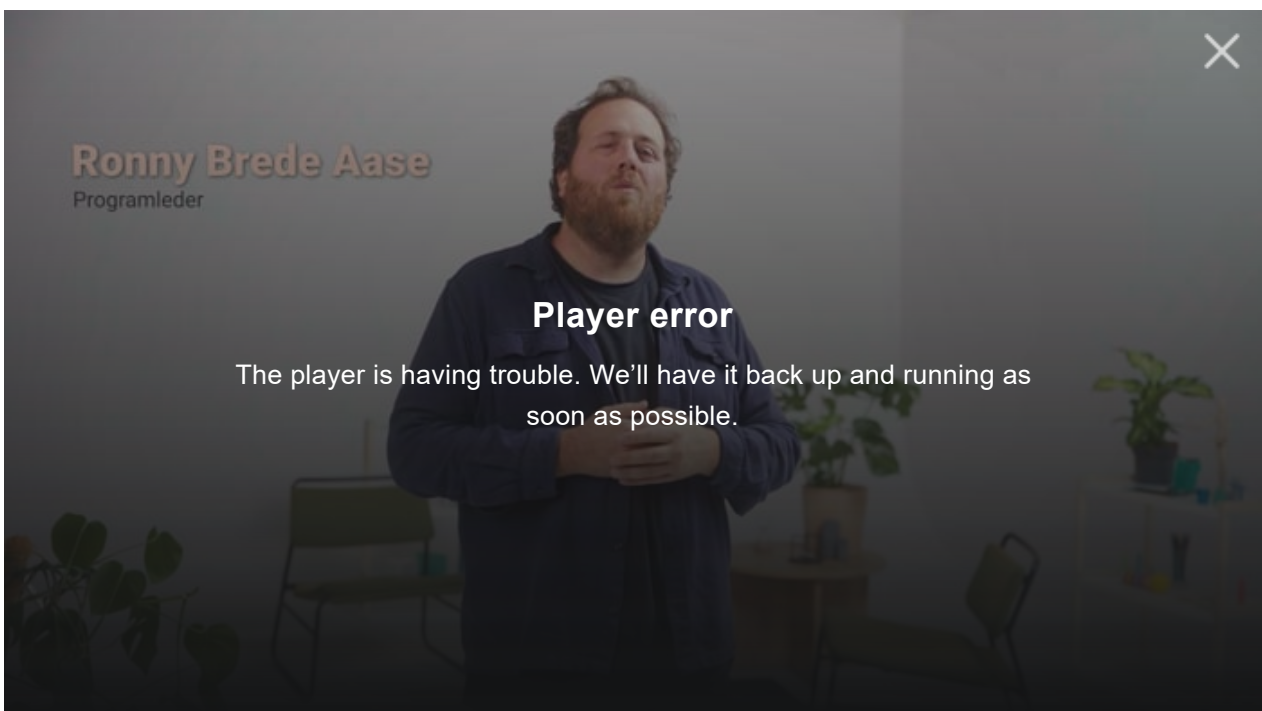 Ronny Brede Aase
Programleder
Player error
The player is having trouble. We’ll have it back up and running as
soon as possible.